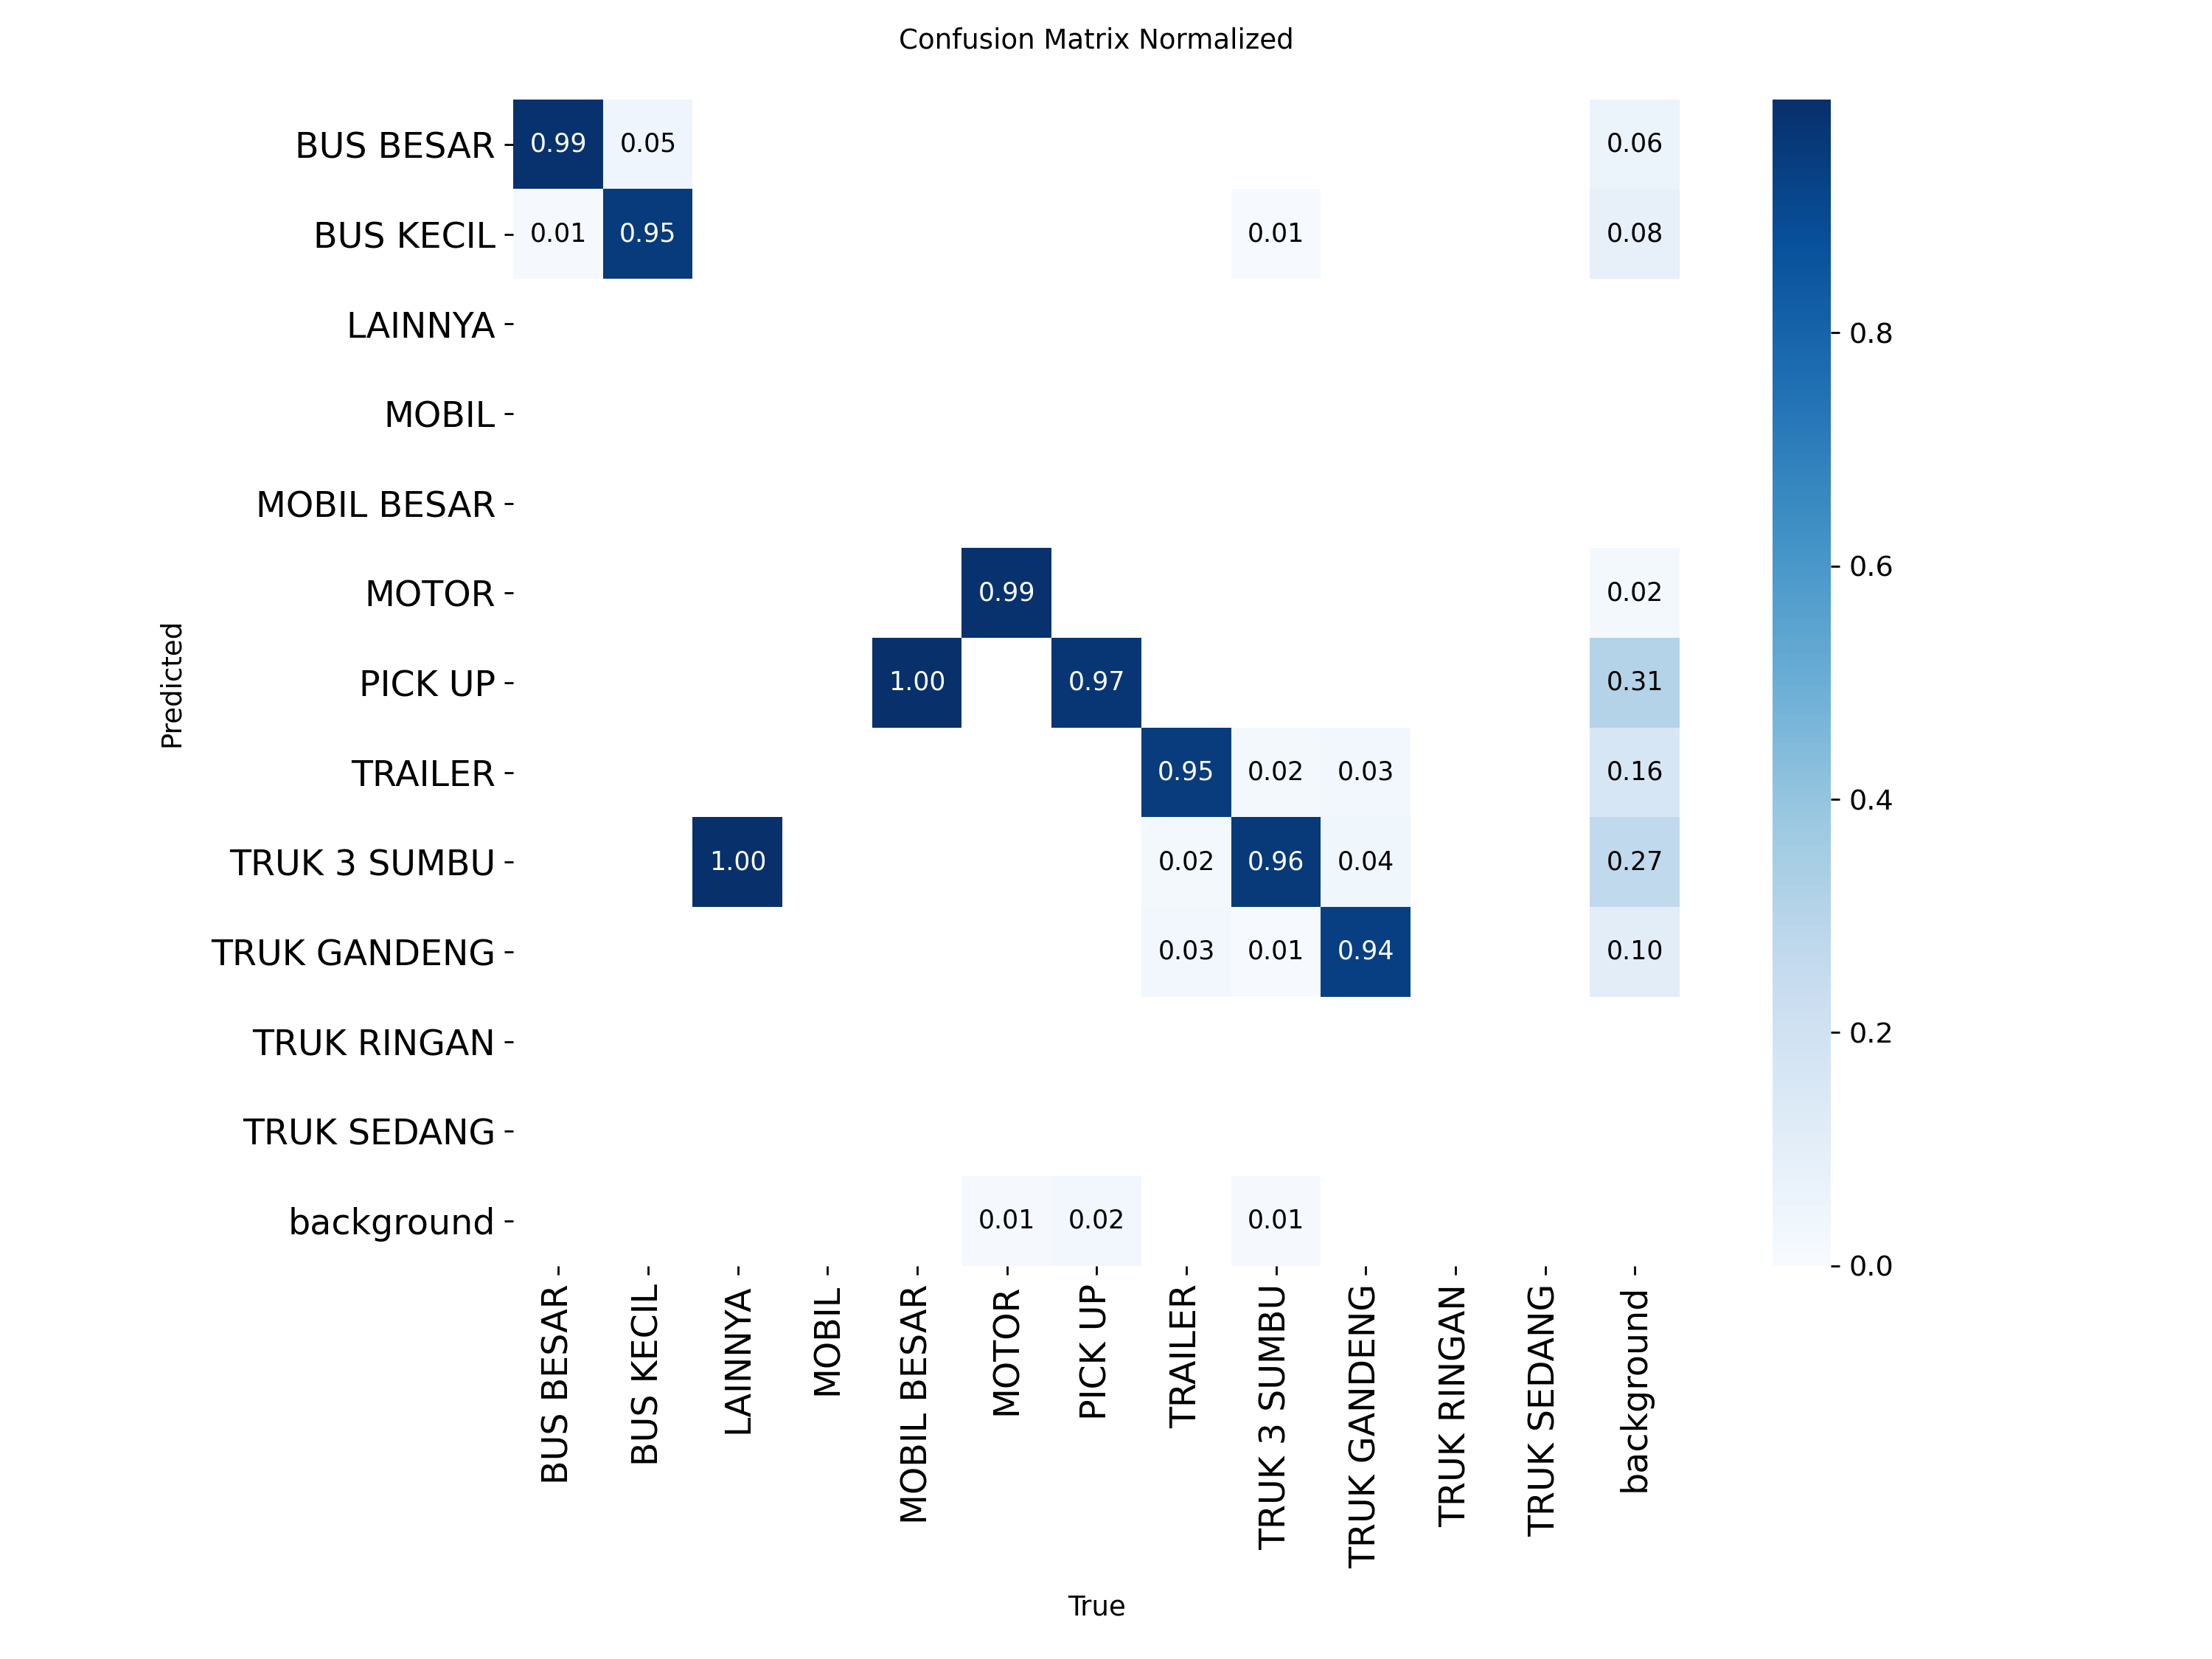 Confusion Matrix Normalized
BUS BESAR 0.99 0.05 0.06
BUS KECIL 0.01 0.95 0.01 0.08
LAINNYA
0.8
MOBIL
MOBIL BESAR
0.6
MOTOR 0.99 0.02
Predicted
PICK UP 1.00 0.97 0.31
TRAILER 0.95 0.02 0.03 0.16
0.4
TRUK 3 SUMBU 1.00 0.02 0.96 0.04 0.27
TRUK GANDENG 0.03 0.01 0.94 0.10
0.2
TRUK RINGAN
TRUK SEDANG
background 0.01 0.02 0.01
0.0
BUS BESAR
BUS KECIL
LAINNYA
MOBIL
MOBIL BESAR
MOTOR
PICK UP
TRAILER
TRUK 3 SUMBU
TRUK GANDENG
TRUK RINGAN
TRUK SEDANG
background
True